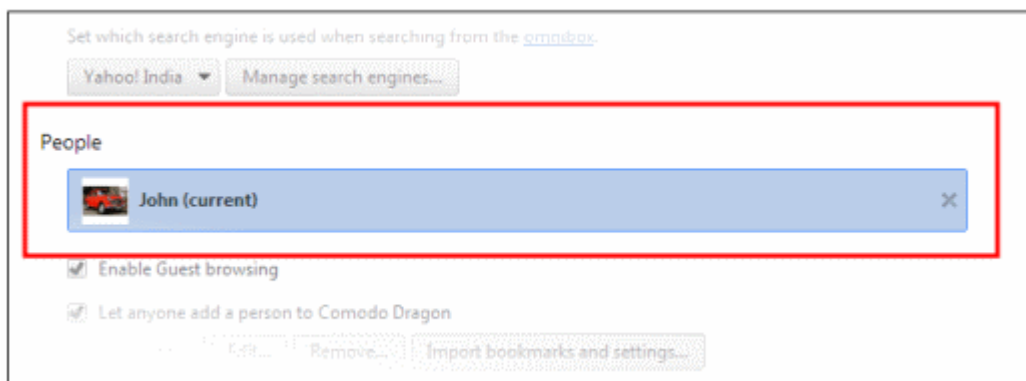 Set which search engine is used when searching from the omnibox.
Yahoo! India Manage search engines...
People
John (current)
Enable Guest browsing
Let anyone add a person to Comodo Dragon
Edit... Remove... Import bookmarks and settings...